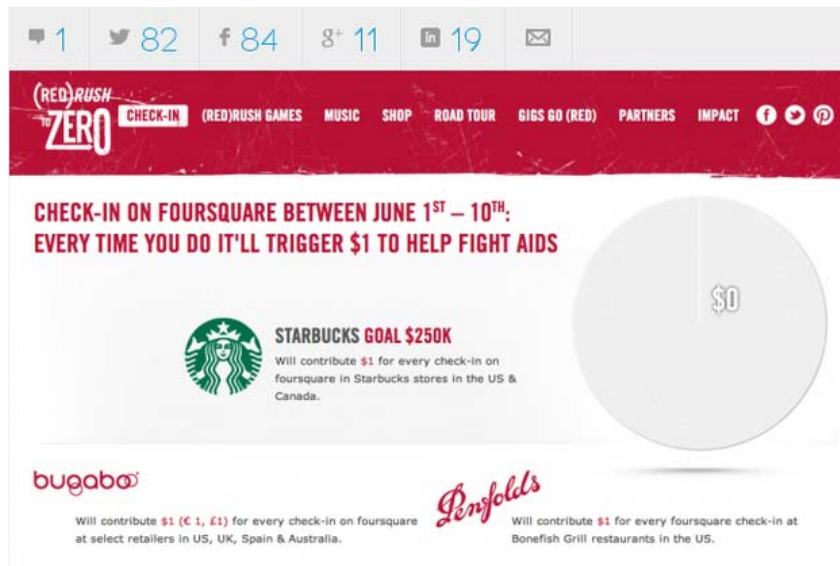 1 82 84 g+ 11 in 19
(RED)RUSH
TO
ZERO
CHECK-IN (RED)RUSH GAMES MUSIC SHOP ROAD TOUR GIGS GO (RED) PARTNERS IMPACT
CHECK-IN ON FOURSQUARE BETWEEN JUNE 1ST – 10TH:
EVERY TIME YOU DO IT'LL TRIGGER $1 TO HELP FIGHT AIDS
$0
STARBUCKS GOAL $250K
Will contribute $1 for every check-in on
foursquare in Starbucks stores in the US &
Canada.
bugaboo
Will contribute $1 (€ 1, £1) for every check-in on foursquare
at select retailers in US, UK, Spain & Australia.
Penfolds
Will contribute $1 for every foursquare check-in at
Bonefish Grill restaurants in the US.